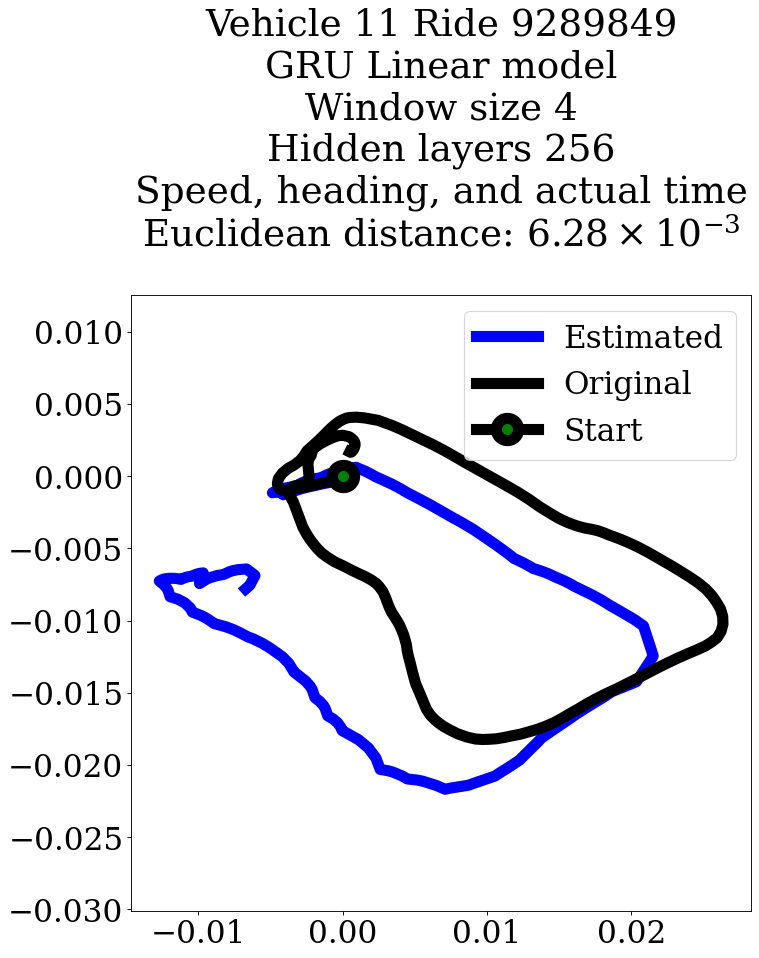 Vehicle 11 Ride 9289849
GRU Linear model
Window size 4
Hidden layers 256
Speed, heading, and actual time
Euclidean distance: 6.28 × 10⁻³
Estimated
Original
Start
0.010
0.005
0.000
−0.005
−0.010
−0.015
−0.020
−0.025
−0.030
−0.01 0.00 0.01 0.02